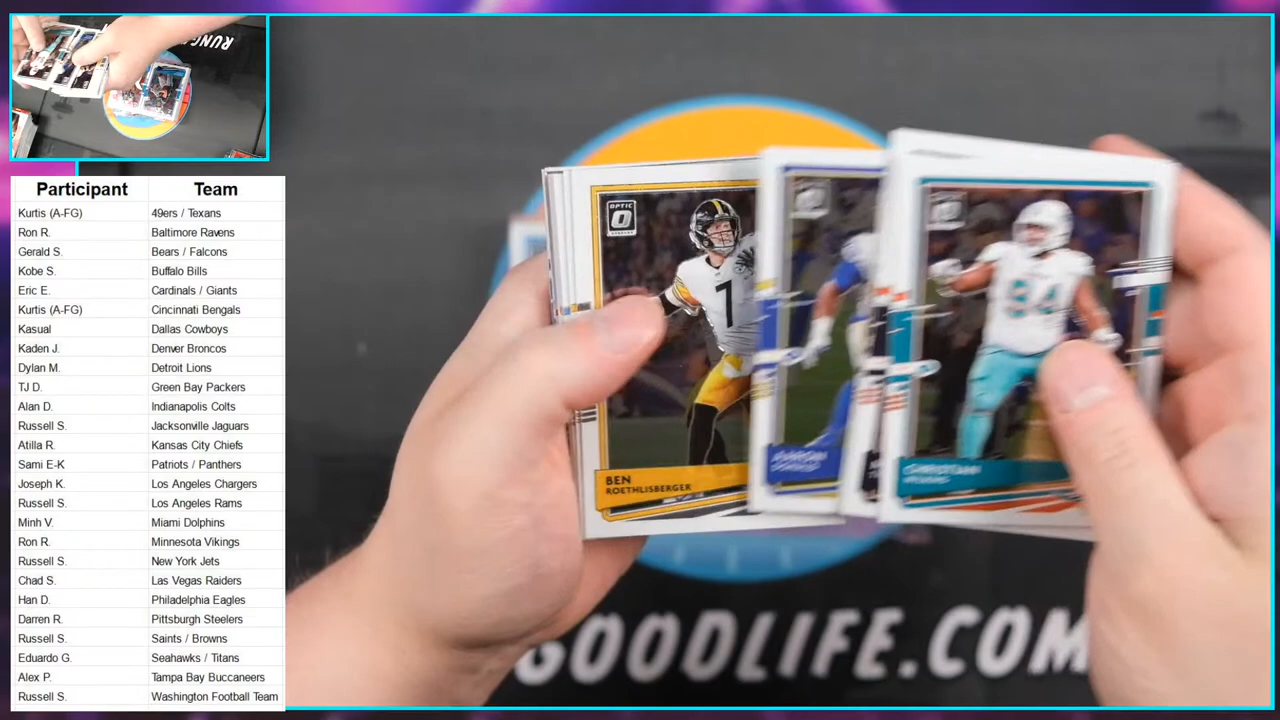 RUNG
Participant Team
Kurtis (A-FG) 49ers / Texans
Ron R. Baltimore Ravens
Gerald S. Bears / Falcons
Kobe S. Buffalo Bills
Eric E. Cardinals / Giants
Kurtis (A-FG) Cincinnati Bengals
Kasual Dallas Cowboys
Kaden J. Denver Broncos
Dylan M. Detroit Lions
TJ D. Green Bay Packers
Alan D. Indianapolis Colts
Russell S. Jacksonville Jaguars
Atilla R. Kansas City Chiefs
Sami E-K Patriots / Panthers
Joseph K. Los Angeles Chargers
Russell S. Los Angeles Rams
Minh V. Miami Dolphins
Ron R. Minnesota Vikings
Russell S. New York Jets
Chad S. Las Vegas Raiders
Han D. Philadelphia Eagles
Darren R. Pittsburgh Steelers
Russell S. Saints / Browns
Eduardo G. Seahawks / Titans
Alex P. Tampa Bay Buccaneers
Russell S. Washington Football Team
OPTIC
7
BEN
ROETHLISBERGER
AARON
94
CHRISTIAN
GOODLIFE.COM